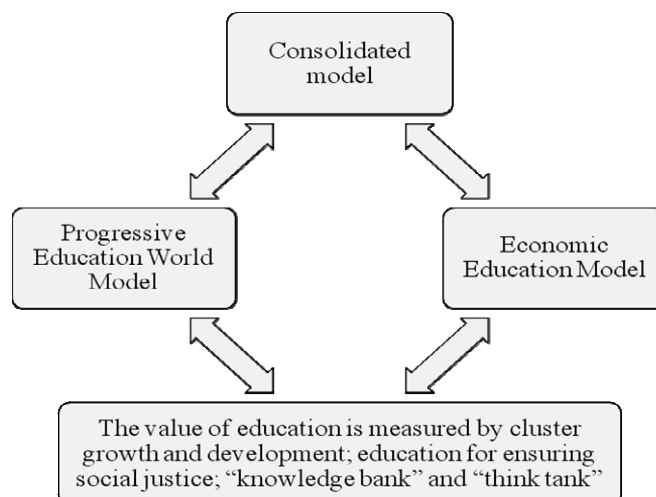 Consolidated
model
Progressive
Education World
Model
Economic
Education Model
The value of education is measured by cluster
growth and development; education for ensuring
social justice; “knowledge bank” and “think tank”